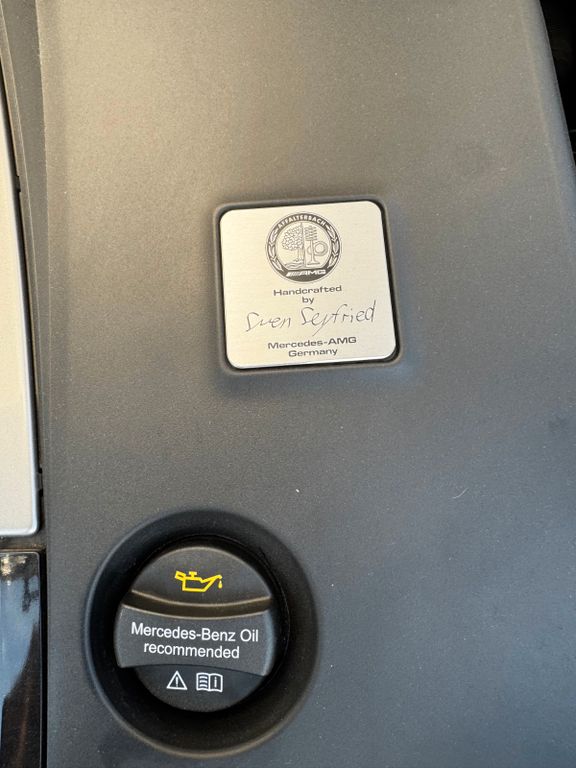 AFFALTERBACH
AMG
Handcrafted
by
Sven Seyfried
Mercedes-AMG
Germany
Mercedes-Benz Oil
recommended